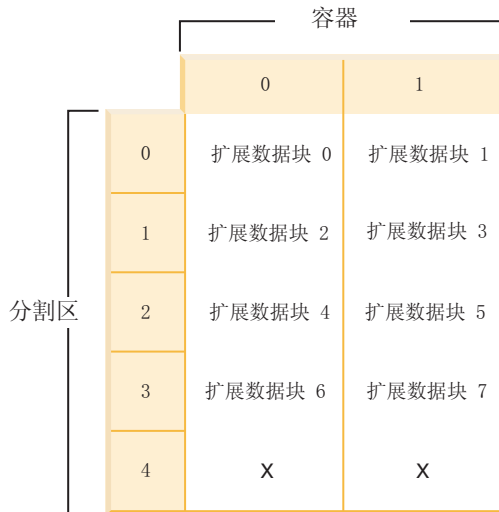 容器
0 1
0 扩展数据块 0 扩展数据块 1
1 扩展数据块 2 扩展数据块 3
分割区
2 扩展数据块 4 扩展数据块 5
3 扩展数据块 6 扩展数据块 7
4 x x